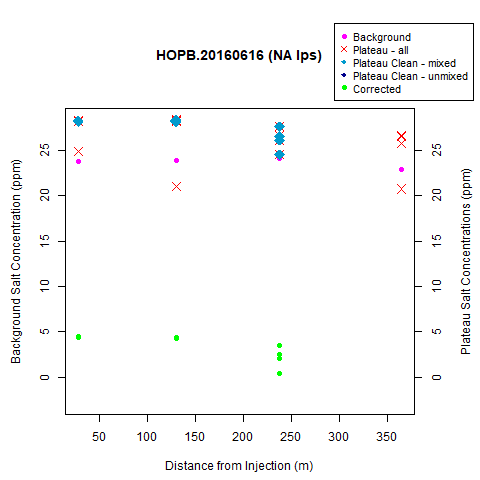 HOPB.20160616 (NA lps)
Background
Plateau - all
Plateau Clean - mixed
Plateau Clean - unmixed
Corrected
Background Salt Concentration (ppm)
25
20
15
10
5
0
Plateau Salt Concentrations (ppm)
25
20
15
10
5
0
50 100 150 200 250 300 350
Distance from Injection (m)